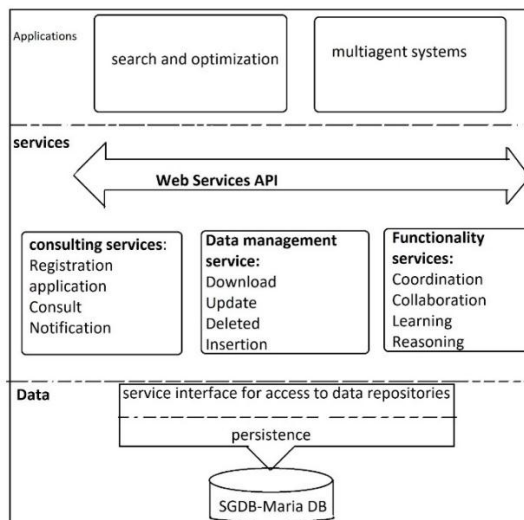 Applications
search and optimization
multiagent systems
services
Web Services API
consulting services:
Registration
application
Consult
Notification
Data management
service:
Download
Update
Deleted
Insertion
Functionality
services:
Coordination
Collaboration
Learning
Reasoning
Data
service interface for access to data repositories
persistence
SGDB-Maria DB